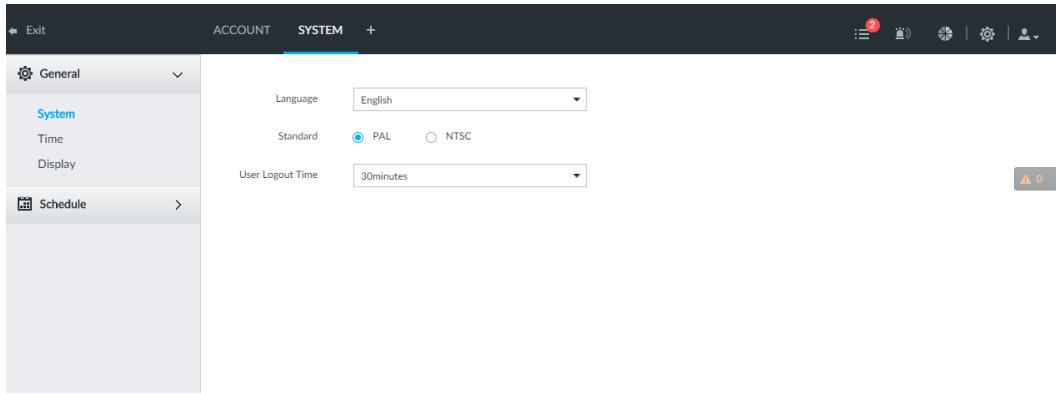 Exit
ACCOUNT SYSTEM +
2
General
System
Time
Display
Schedule
Language English
Standard PAL NTSC
User Logout Time 30minutes
0